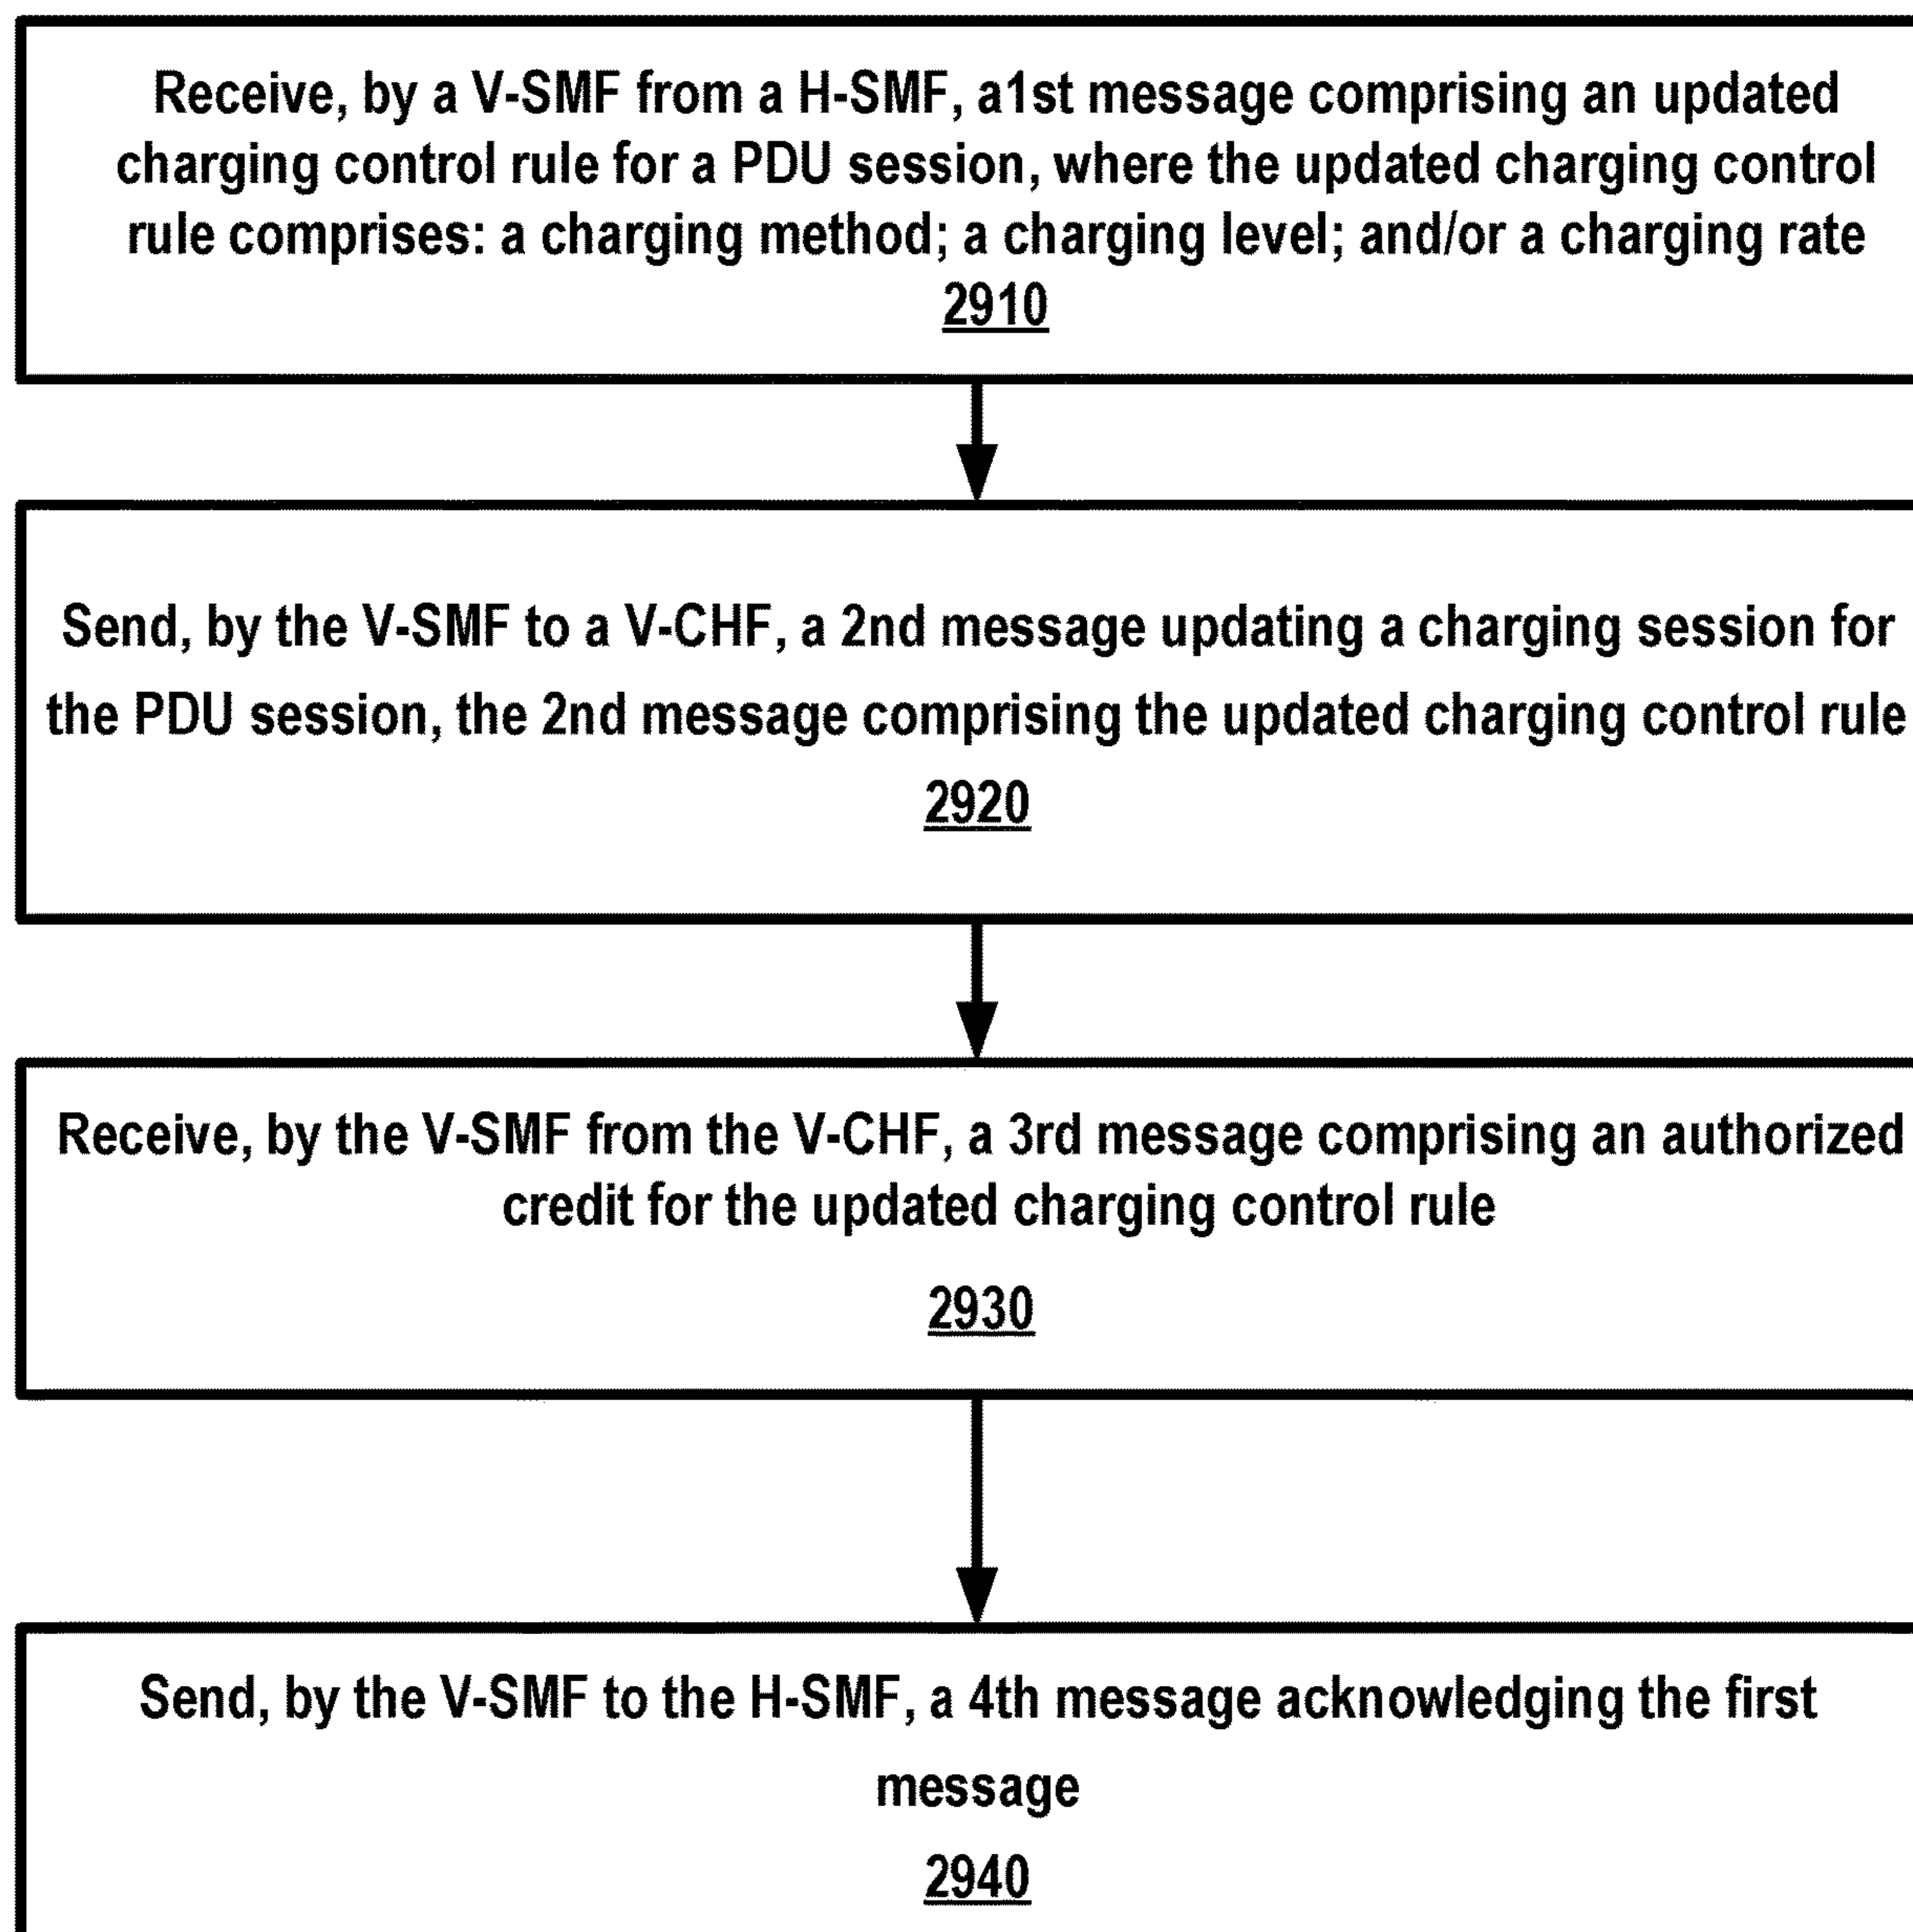 Receive, by a V-SMF from a H-SMF, a1st message comprising an updated
charging control rule for a PDU session, where the updated charging control
rule comprises: a charging method; a charging level; and/or a charging rate
2910
Send, by the V-SMF to a V-CHF, a 2nd message updating a charging session for
the PDU session, the 2nd message comprising the updated charging control rule
2920
Receive, by the V-SMF from the V-CHF, a 3rd message comprising an authorized
credit for the updated charging control rule
2930
Send, by the V-SMF to the H-SMF, a 4th message acknowledging the first
message
2940